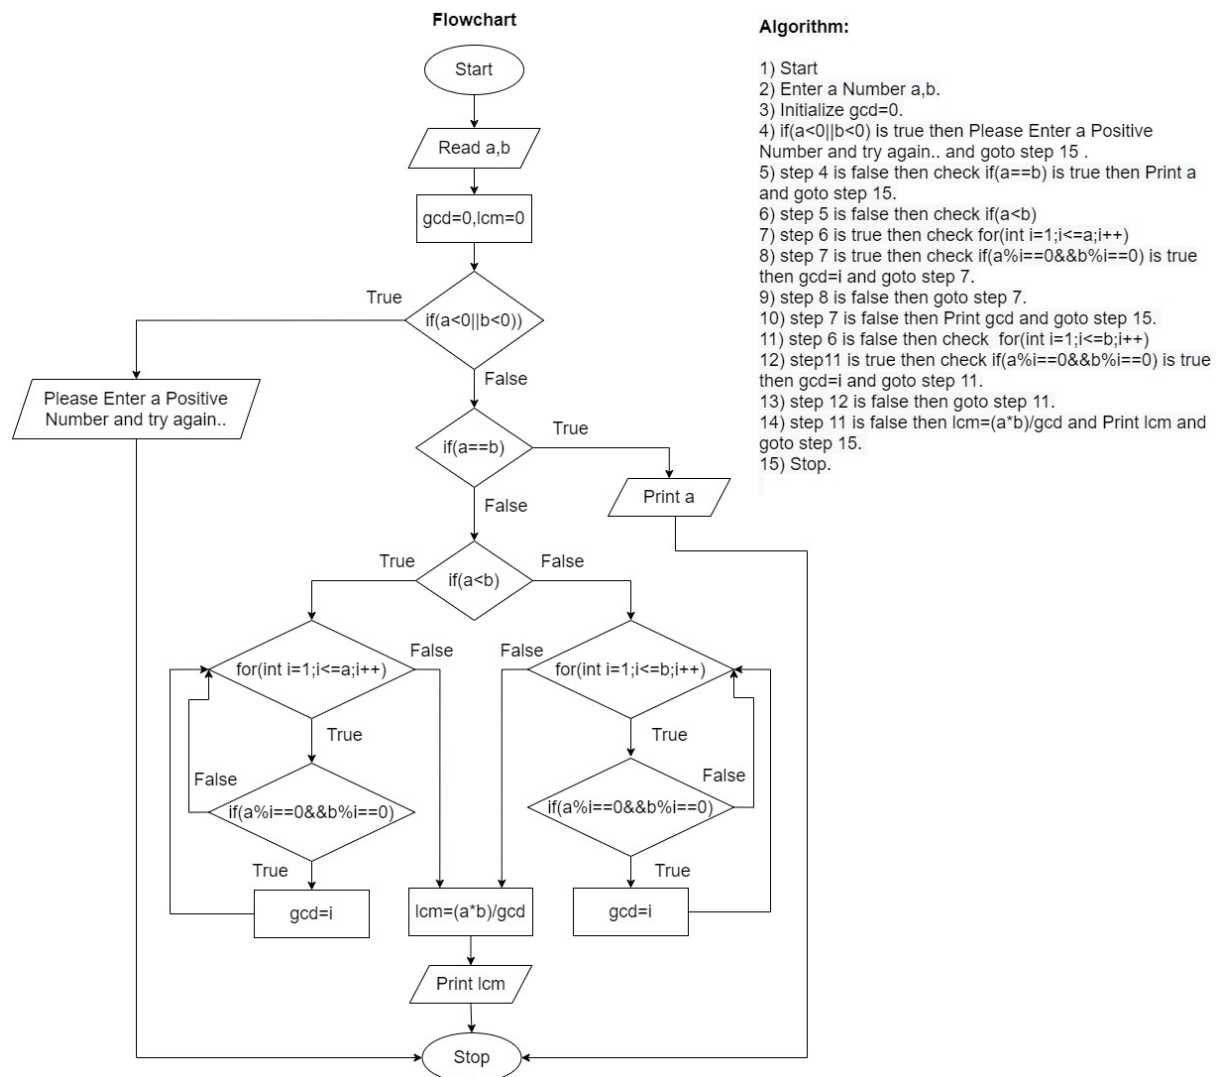 Flowchart
Start
Read a,b
gcd=0,lcm=0
True
if(a<0||b<0))
False
Please Enter a Positive
Number and try again..
if(a==b)
True
False
Print a
True
if(a<b)
False
for(int i=1;i<=a;i++)
False
True
False
if(a%i==0&&b%i==0)
True
gcd=i
False
for(int i=1;i<=b;i++)
True
False
if(a%i==0&&b%i==0)
True
gcd=i
lcm=(a*b)/gcd
Print lcm
Stop
Algorithm:
1) Start
2) Enter a Number a,b.
3) Initialize gcd=0.
4) if(a<0||b<0) is true then Please Enter a Positive
Number and try again.. and goto step 15 .
5) step 4 is false then check if(a==b) is true then Print a
and goto step 15.
6) step 5 is false then check if(a<b)
7) step 6 is true then check for(int i=1;i<=a;i++)
8) step 7 is true then check if(a%i==0&&b%i==0) is true
then gcd=i and goto step 7.
9) step 8 is false then goto step 7.
10) step 7 is false then Print gcd and goto step 15.
11) step 6 is false then check  for(int i=1;i<=b;i++)
12) step11 is true then check if(a%i==0&&b%i==0) is true
then gcd=i and goto step 11.
13) step 12 is false then goto step 11.
14) step 11 is false then lcm=(a*b)/gcd and Print lcm and
goto step 15.
15) Stop.